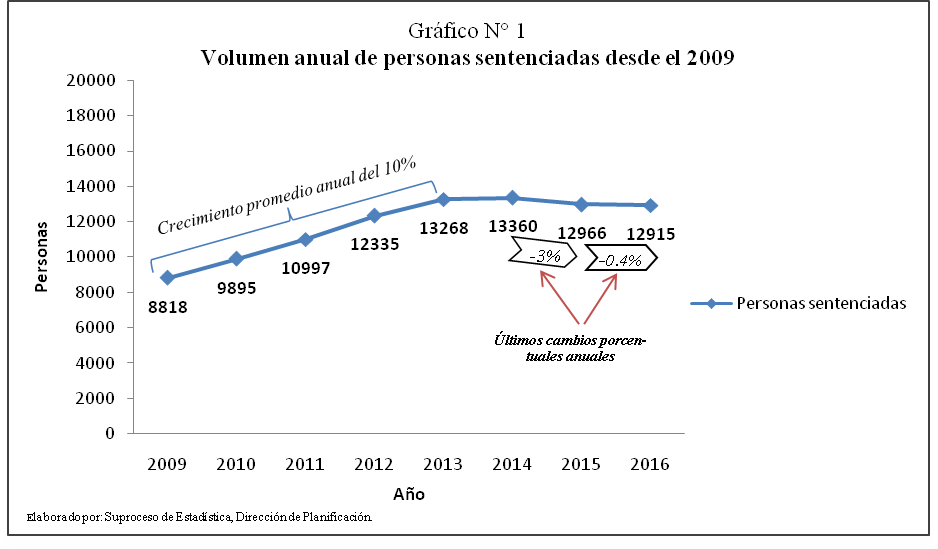 Gráfico N° 1
Volumen anual de personas sentenciadas desde el 2009
20000
18000
16000
14000
12000
10000
8000
6000
4000
2000
0
Personas
Crecimiento promedio anual del 10%
8818
9895
10997
12335
13268
13360
12966
12915
-3%
-0.4%
Últimos cambios porcen-
tuales anuales
Personas sentenciadas
2009 2010 2011 2012 2013 2014 2015 2016
Año
Elaborado por: Suproceso de Estadística, Dirección de Planificación.